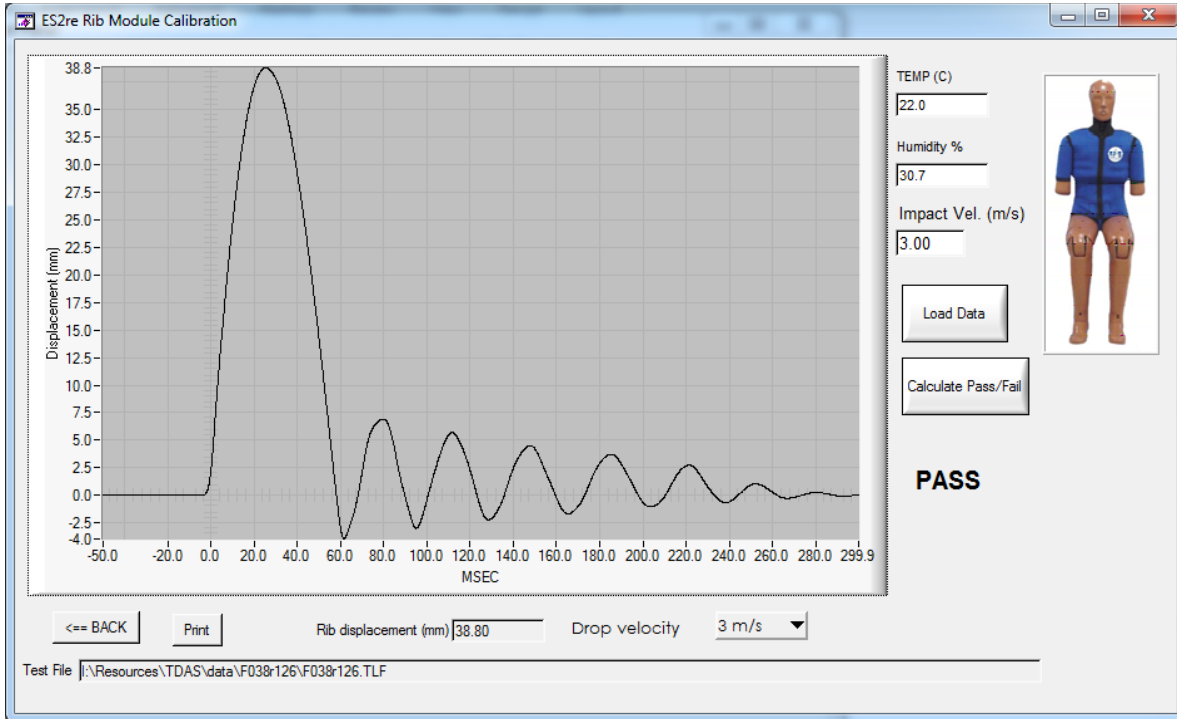 ES2re Rib Module Calibration
38.8
35.0
32.5
30.0
27.5
25.0
22.5
20.0
17.5
15.0
12.5
10.0
7.5
5.0
2.5
0.0
-2.5
-4.0
Displacement (mm)
-50.0 -20.0 0.0 20.0 40.0 60.0 80.0 100.0 120.0 140.0 160.0 180.0 200.0 220.0 240.0 260.0 280.0 299.9
MSEC
TEMP (C)
22.0
Humidity %
30.7
Impact Vel. (m/s)
3.00
Load Data
Calculate Pass/Fail
PASS
<== BACK
Print
Rib displacement (mm) 38.80
Drop velocity
3 m/s
Test File I:\Resources\TDAS\data\F038r126\F038r126.TLF